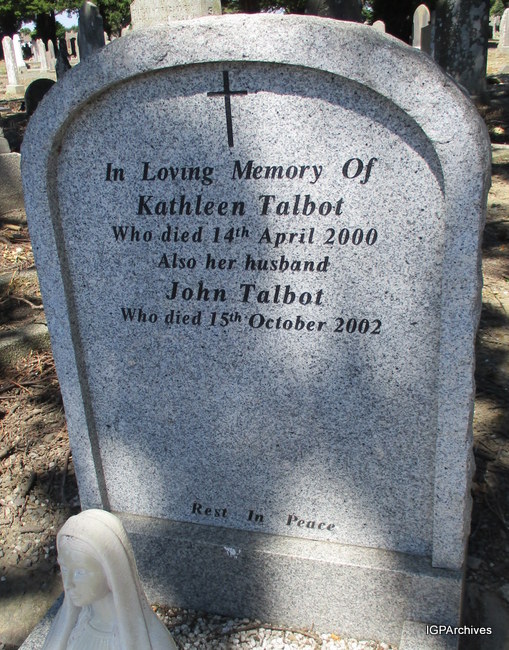 In Loving Memory Of
Kathleen Talbot
Who died 14th April 2000
Also her husband
John Talbot
Who died 15th October 2002
Rest In Peace
IGPArchives